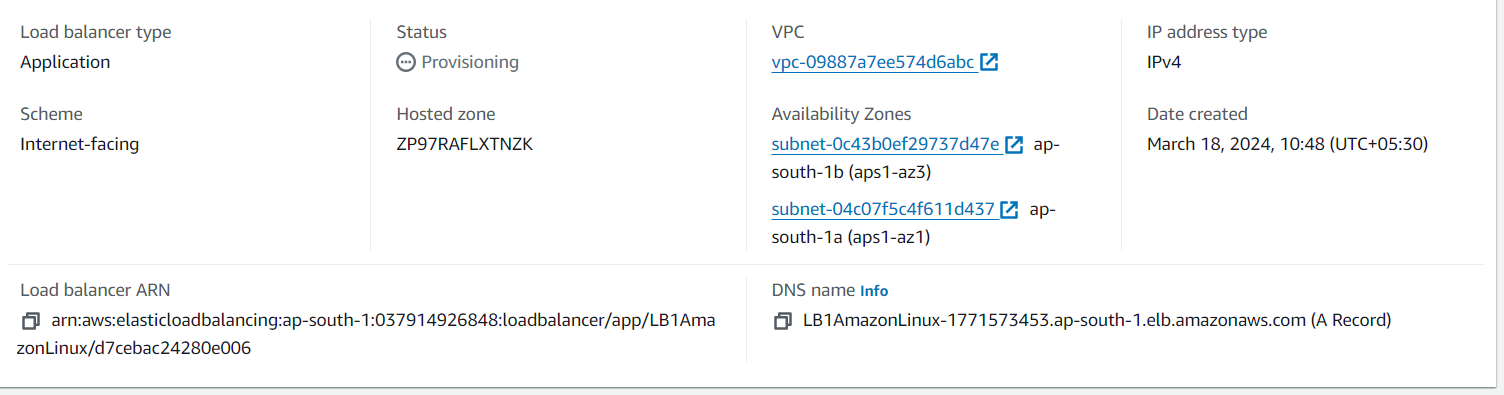 Load balancer type
Application
Status
Provisioning
VPC
vpc-09887a7ee574d6abc
IP address type
IPv4
Scheme
Internet-facing
Hosted zone
ZP97RAFLXTNZK
Availability Zones
subnet-0c43b0ef29737d47e ap-
south-1b (aps1-az3)
subnet-04c07f5c4f611d437 ap-
south-1a (aps1-az1)
Date created
March 18, 2024, 10:48 (UTC+05:30)
Load balancer ARN
arn:aws:elasticloadbalancing:ap-south-1:037914926848:loadbalancer/app/LB1Ama
zonLinux/d7cebac24280e006
DNS name Info
LB1AmazonLinux-1771573453.ap-south-1.elb.amazonaws.com (A Record)